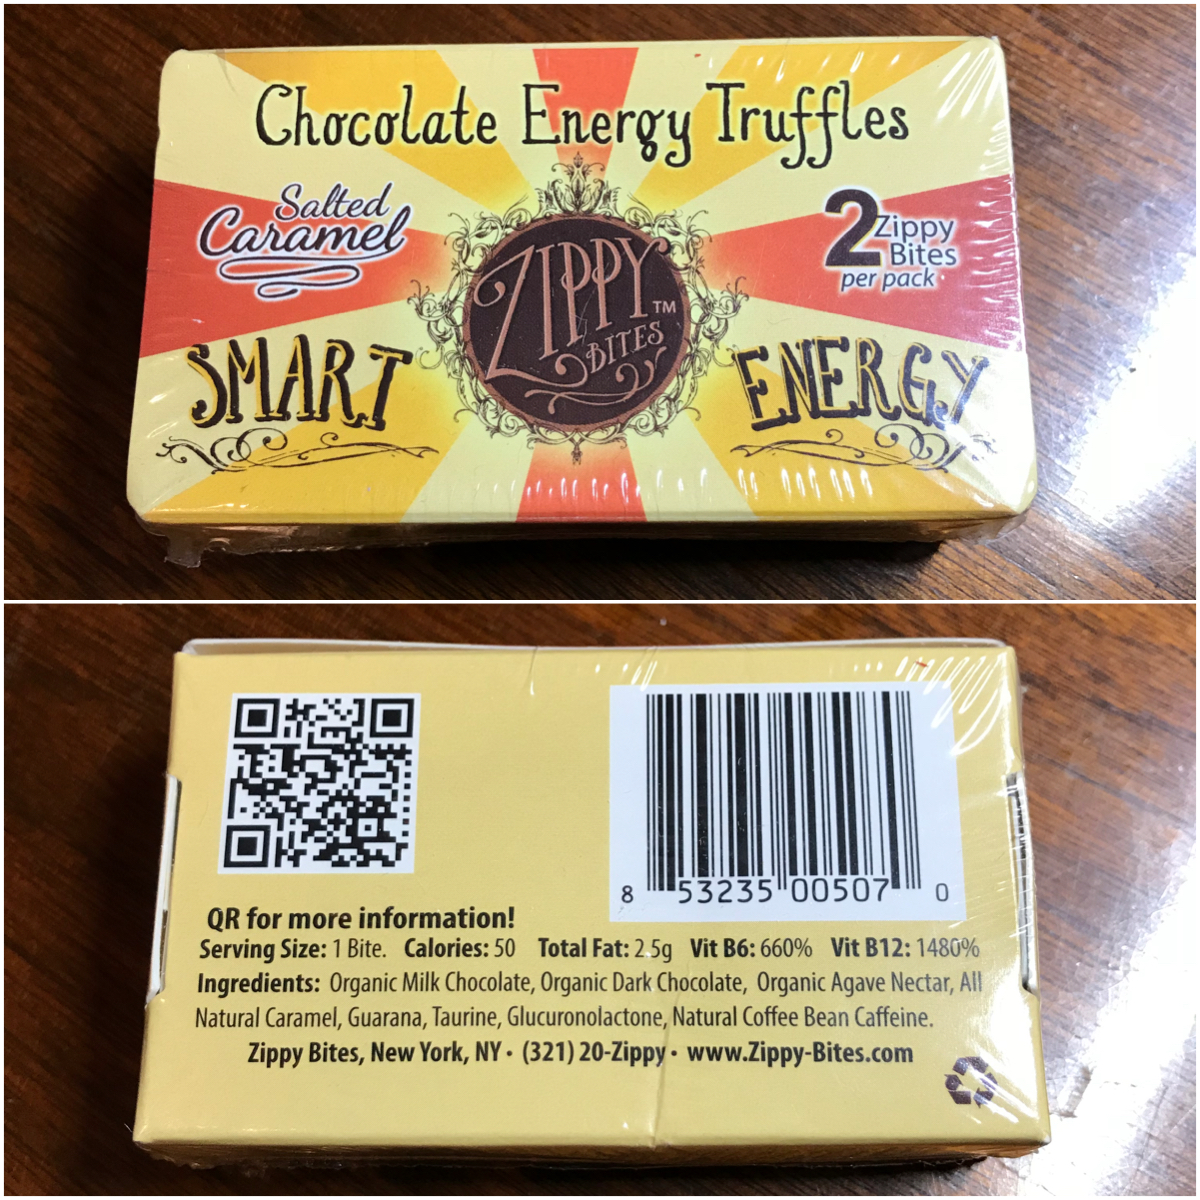 Chocolate Energy Truffles
Salted
Caramel
2 Zippy
Bites
per pack
ZIPPY™
BITES
SMART
ENERGY
8 53235 00507 0
QR for more information!
Serving Size: 1 Bite. Calories: 50 Total Fat: 2.5g Vit B6: 660% Vit B12: 1480%
Ingredients: Organic Milk Chocolate, Organic Dark Chocolate, Organic Agave Nectar, All
Natural Caramel, Guarana, Taurine, Glucuronolactone, Natural Coffee Bean Caffeine.
Zippy Bites, New York, NY • (321) 20-Zippy • www.Zippy-Bites.com